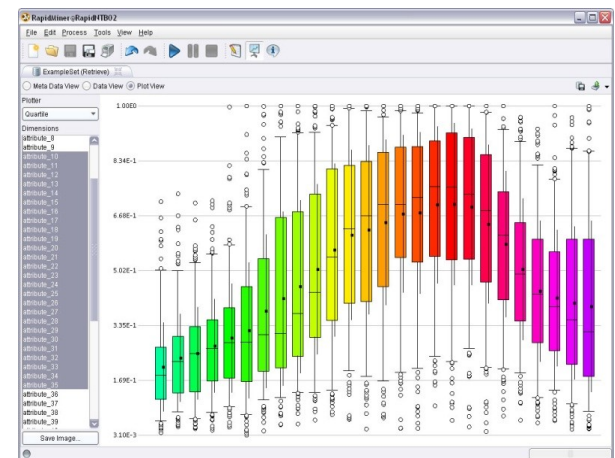 RapidMiner@RapidNTB02
File Edit Process Tools View Help
ExampleSet (Retrieve)
Meta Data View Data View Plot View
Plotter
Quartile
Dimensions
attribute_8
attribute_9
attribute_10
attribute_11
attribute_12
attribute_13
attribute_14
attribute_15
attribute_16
attribute_17
attribute_18
attribute_19
attribute_20
attribute_21
attribute_22
attribute_23
attribute_24
attribute_25
attribute_26
attribute_27
attribute_28
attribute_29
attribute_30
attribute_31
attribute_32
attribute_33
attribute_34
attribute_35
attribute_36
attribute_37
attribute_38
attribute_39
Save Image...
1.00E0
8.34E-1
6.68E-1
5.02E-1
3.35E-1
1.69E-1
3.10E-3